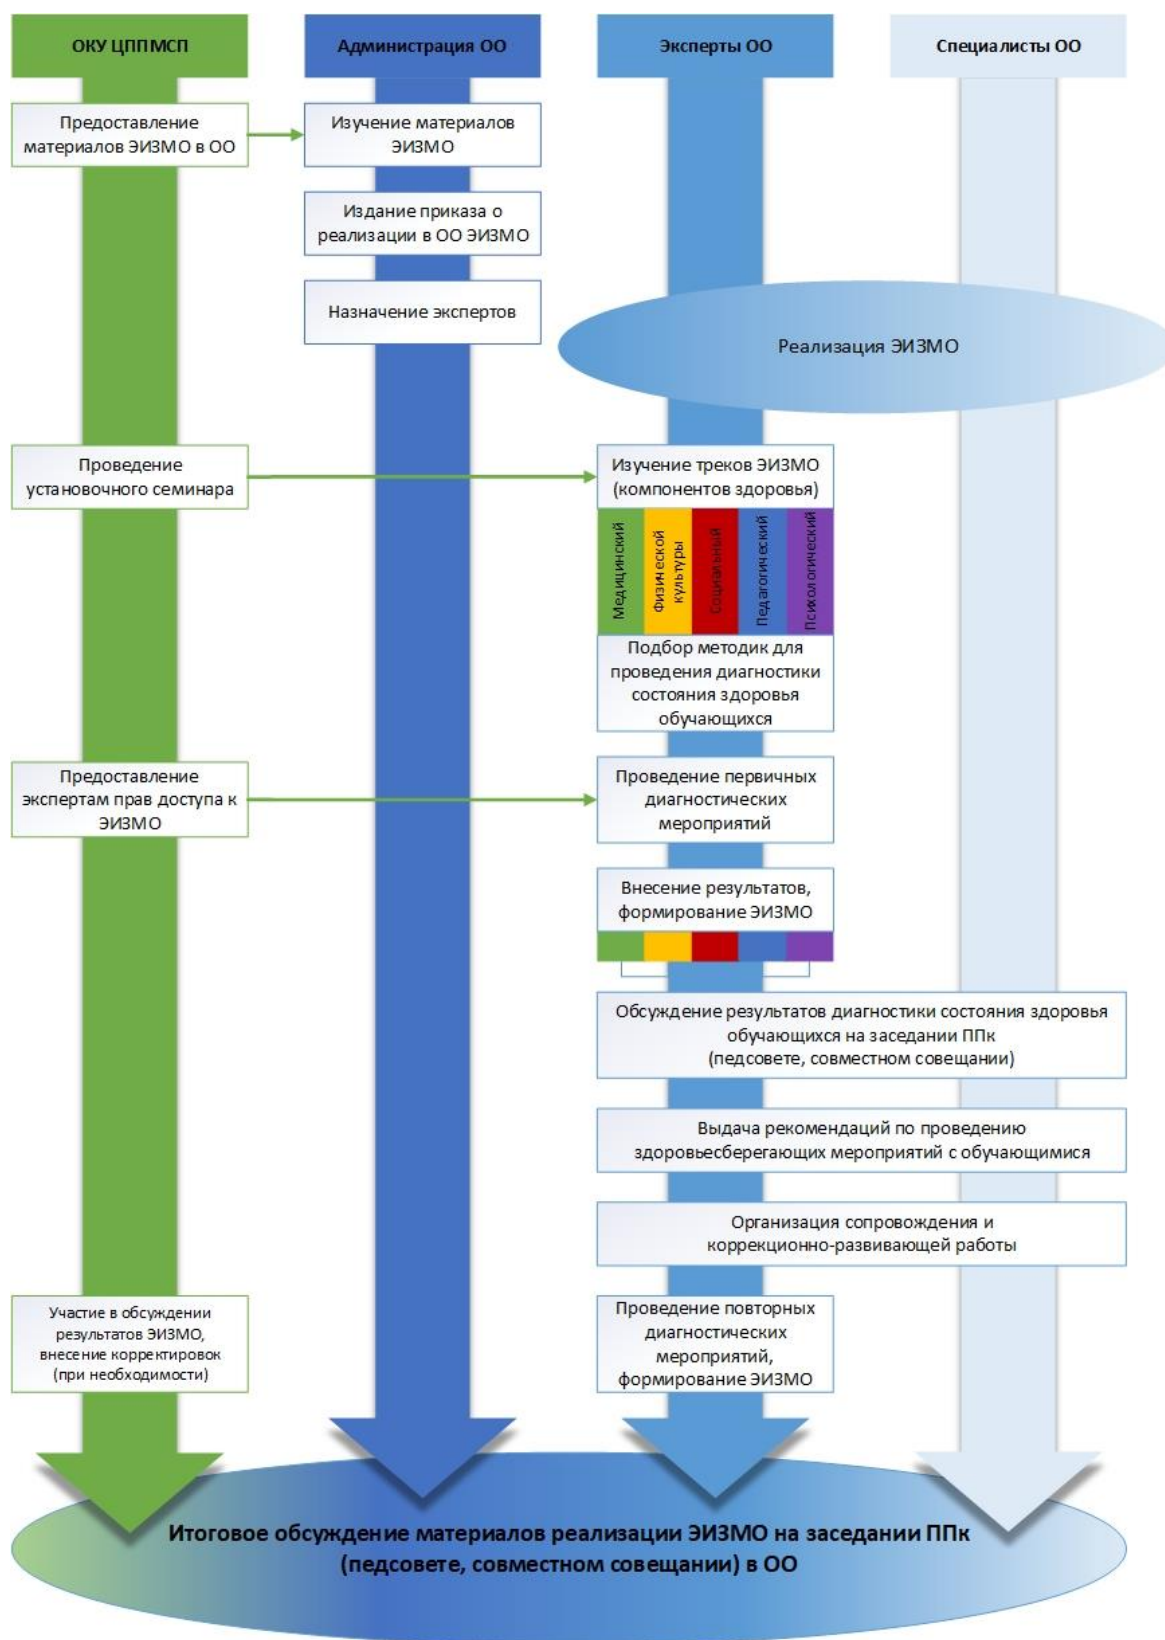 ОКУ ЦППМСП
Администрация ОО
Эксперты ОО
Специалисты ОО
Предоставление
материалов ЭИЗМО в ОО
Изучение материалов
ЭИЗМО
Издание приказа о
реализации в ОО ЭИЗМО
Назначение экспертов
Реализация ЭИЗМО
Проведение
установочного семинара
Изучение треков ЭИЗМО
(компонентов здоровья)
Медицинский
Физической
культуры
Социальный
Педагогический
Психологический
Подбор методик для
проведения диагностики
состояния здоровья
обучающихся
Предоставление
экспертам прав доступа к
ЭИЗМО
Проведение первичных
диагностических
мероприятий
Внесение результатов,
формирование ЭИЗМО
Обсуждение результатов диагностики состояния здоровья
обучающихся на заседании ППк
(педсовете, совместном совещании)
Выдача рекомендаций по проведению
здоровьесберегающих мероприятий с обучающимися
Организация сопровождения и
коррекционно-развивающей работы
Участие в обсуждении
результатов ЭИЗМО,
внесение корректировок
(при необходимости)
Проведение повторных
диагностических
мероприятий,
формирование ЭИЗМО
Итоговое обсуждение материалов реализации ЭИЗМО на заседании ППк
(педсовете, совместном совещании) в ОО